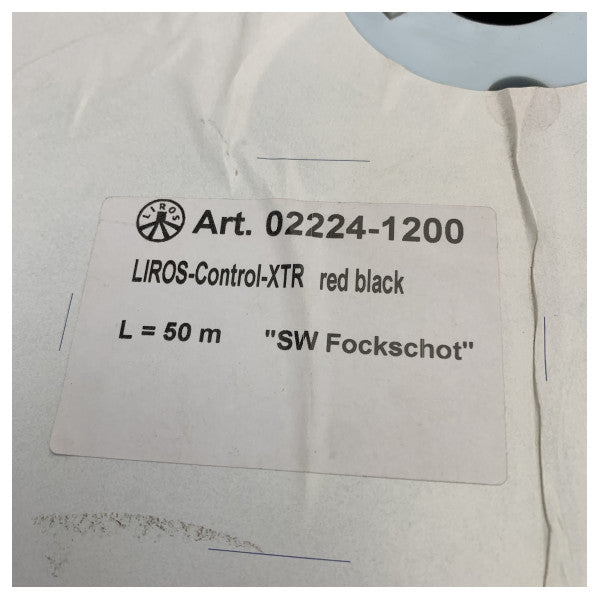 LIROS
Art. 02224-1200
LIROS-Control-XTR red black
L = 50 m "SW Fockschot"